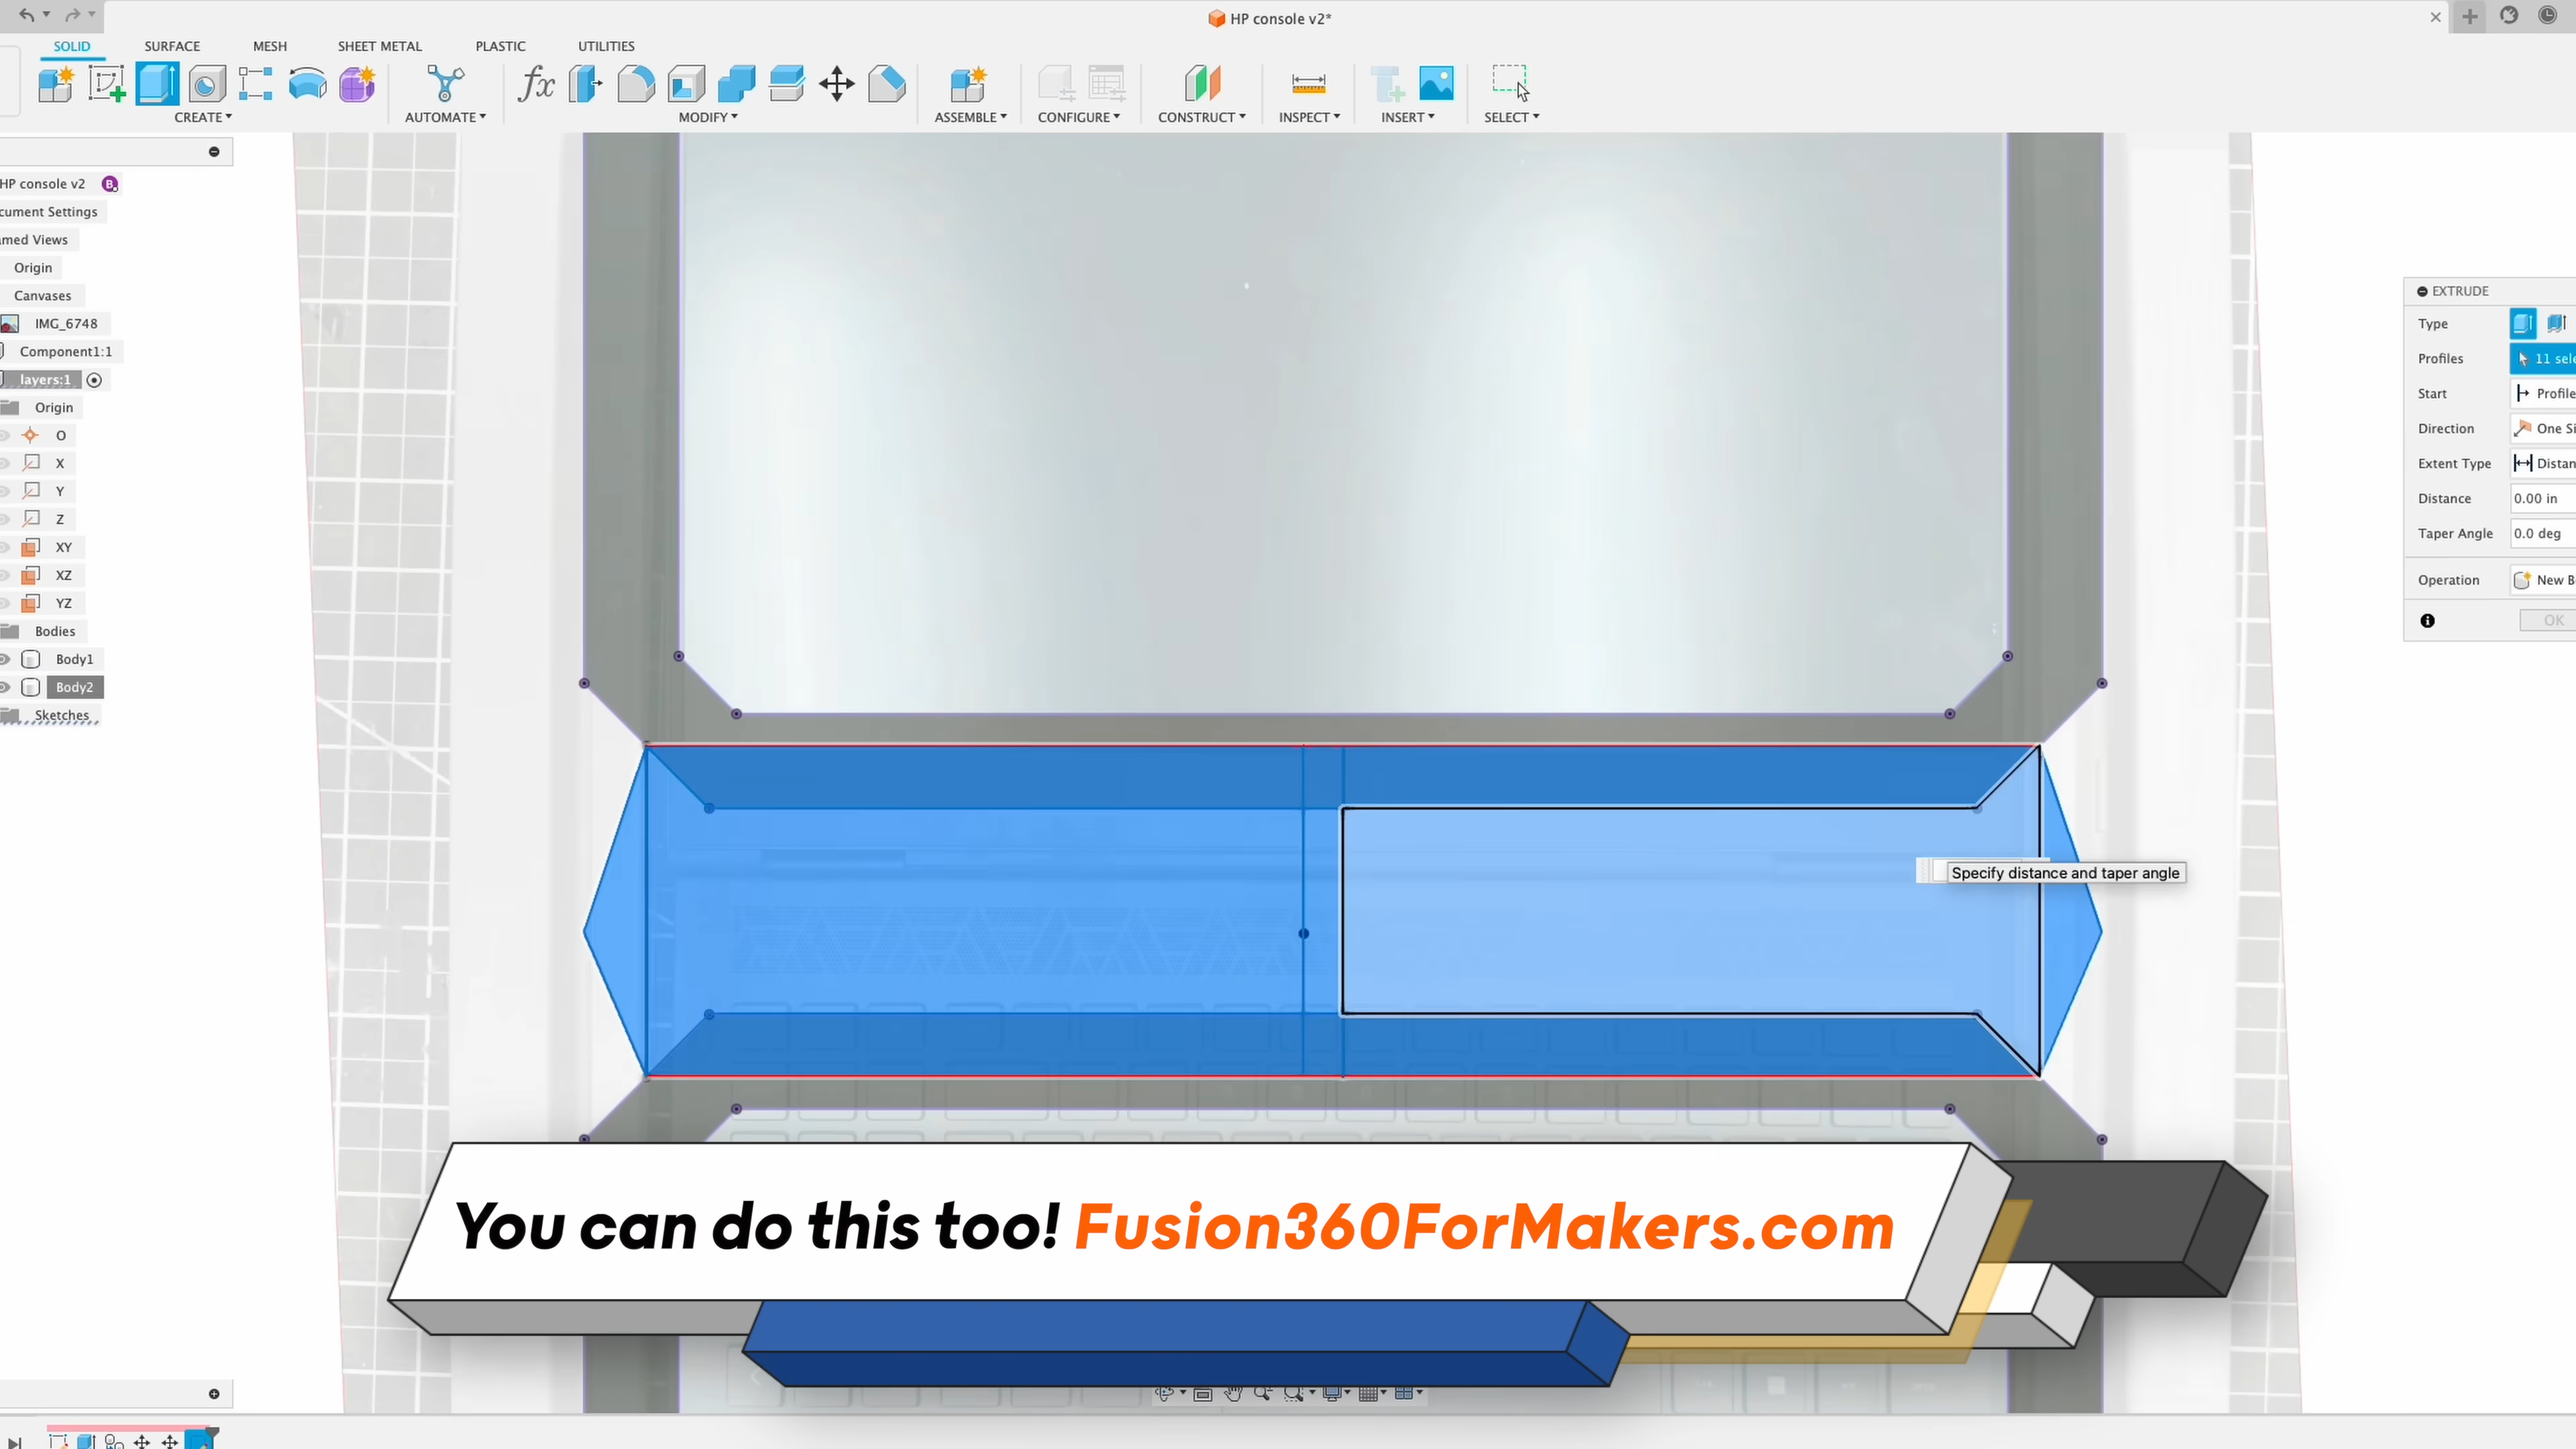 HP console v2*
SOLID SURFACE MESH SHEET METAL PLASTIC UTILITIES
fx
CREATE AUTOMATE MODIFY ASSEMBLE CONFIGURE CONSTRUCT INSPECT INSERT SELECT
HP console v2 B
cument Settings
amed Views
Origin
Canvases
IMG_6748
Component1:1
layers:1
Origin
O
X
Y
Z
XY
XZ
YZ
Bodies
Body1
Body2
Sketches
EXTRUDE
Type
Profiles 11 sele
Start Profile
Direction One Si
Extent Type Distan
Distance 0.00 in
Taper Angle 0.0 deg
Operation New B
OK
Specify distance and taper angle
You can do this too! Fusion360ForMakers.com